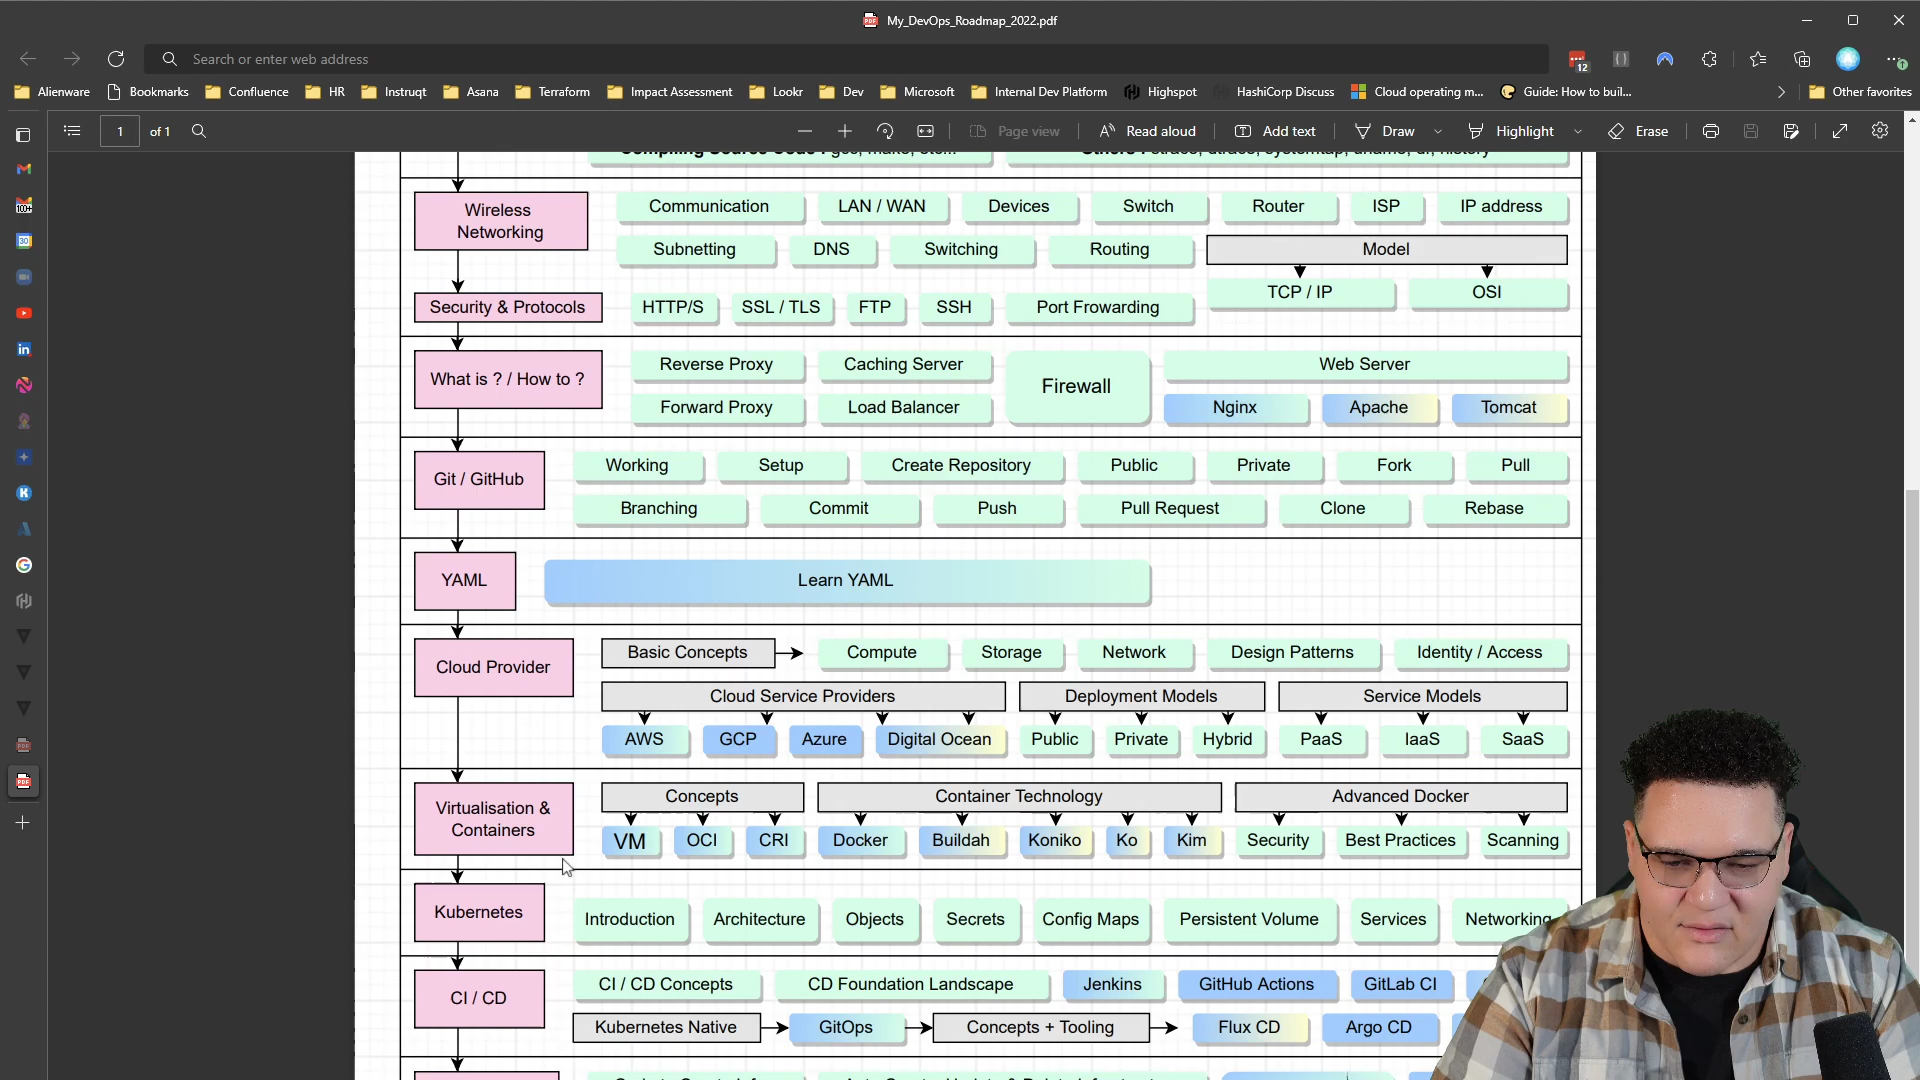 My_DevOps_Roadmap_2022.pdf
Search or enter web address
12
Alienware Bookmarks Confluence HR Instruqt Asana Terraform Impact Assessment Lookr Dev Microsoft Internal Dev Platform Highspot HashiCorp Discuss Cloud operating m... Guide: How to buil... Other favorites
1 of 1 Page view Read aloud Add text Draw Highlight Erase
Wireless
Networking
Communication LAN / WAN Devices Switch Router ISP IP address
Subnetting DNS Switching Routing Model
TCP / IP OSI
Security & Protocols HTTP/S SSL / TLS FTP SSH Port Frowarding
What is ? / How to ?
Reverse Proxy Caching Server Firewall Web Server
Forward Proxy Load Balancer Nginx Apache Tomcat
Git / GitHub
Working Setup Create Repository Public Private Fork Pull
Branching Commit Push Pull Request Clone Rebase
YAML Learn YAML
Cloud Provider
Basic Concepts Compute Storage Network Design Patterns Identity / Access
Cloud Service Providers Deployment Models Service Models
AWS GCP Azure Digital Ocean Public Private Hybrid PaaS IaaS SaaS
Virtualisation &
Containers
Concepts Container Technology Advanced Docker
VM OCI CRI Docker Buildah Koniko Ko Kim Security Best Practices Scanning
Kubernetes Introduction Architecture Objects Secrets Config Maps Persistent Volume Services Networking
CI / CD
CI / CD Concepts CD Foundation Landscape Jenkins GitHub Actions GitLab CI
Kubernetes Native GitOps Concepts + Tooling Flux CD Argo CD